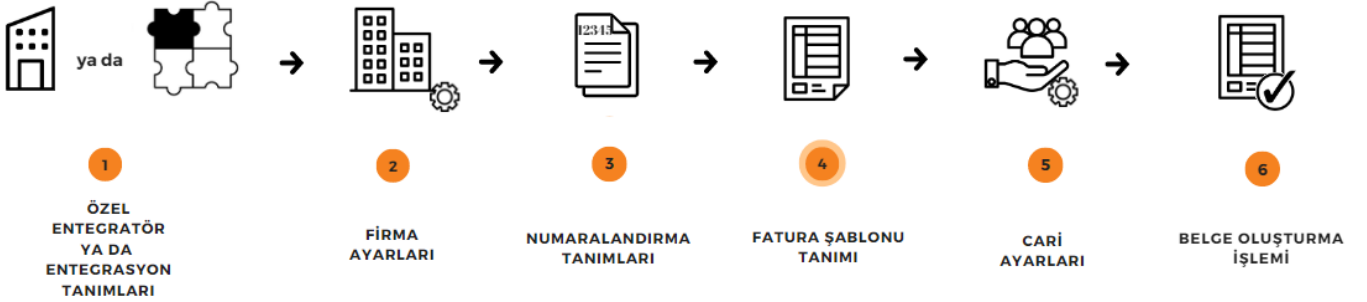 ya da
12345
1
2
3
4
5
6
ÖZEL
ENTEGRATÖR
YA DA
ENTEGRASYON
TANIMLARI
FİRMA
AYARLARI
NUMARALANDIRMA
TANIMLARI
FATURA ŞABLONU
TANIMI
CARİ
AYARLARI
BELGE OLUŞTURMA
İŞLEMİ